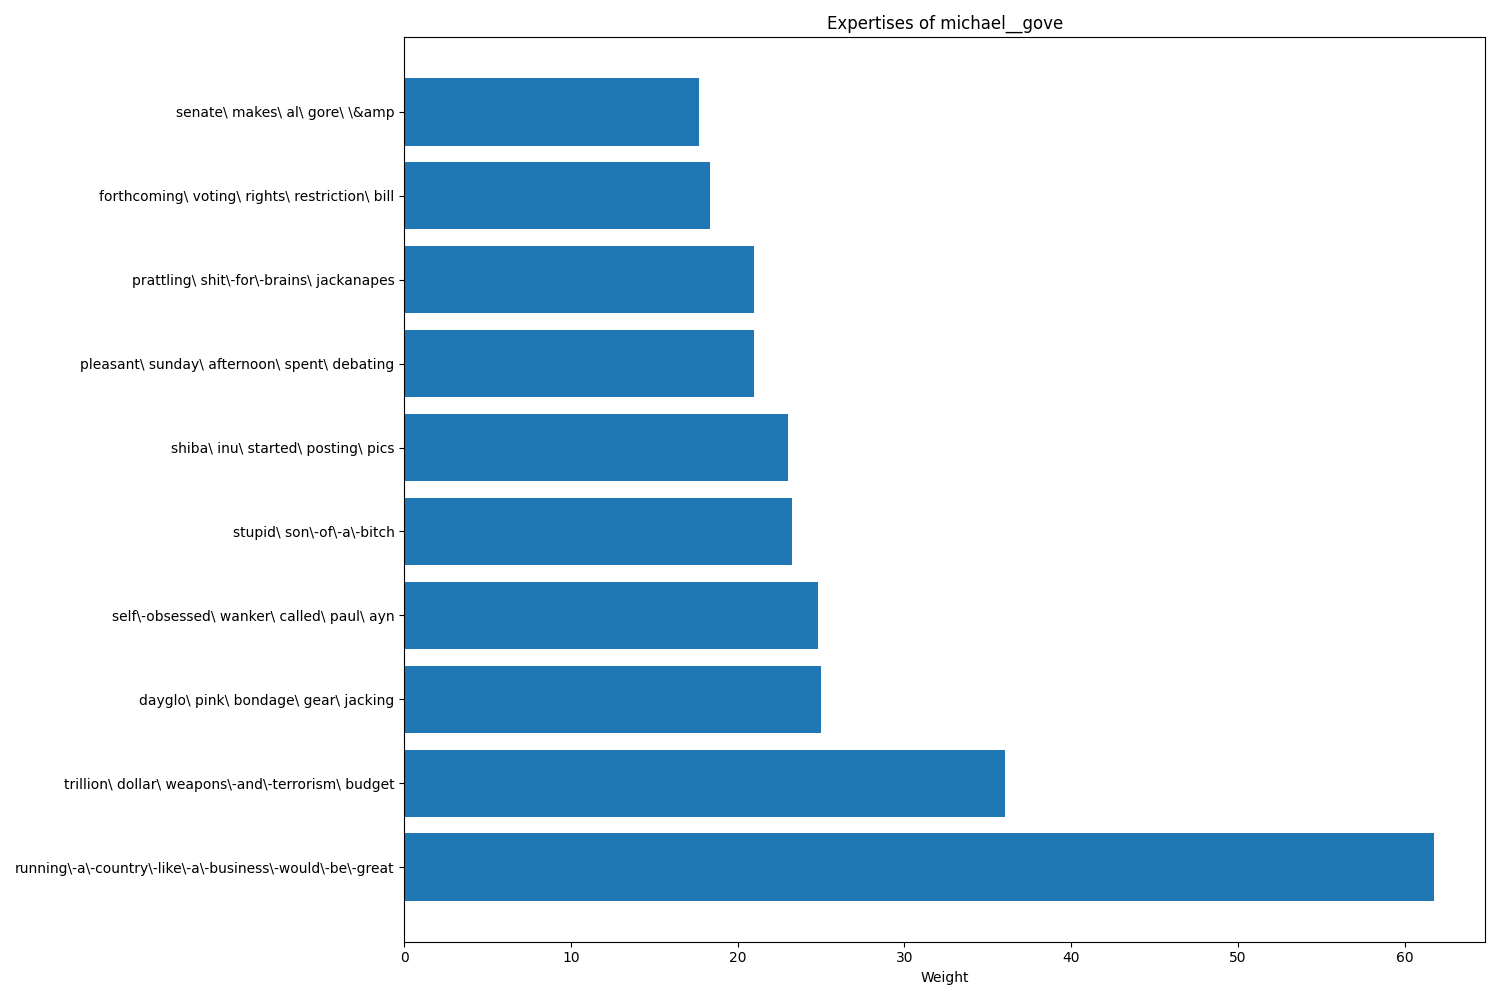 Expertises of michael__gove
senate\ makes\ al\ gore\ \&amp
forthcoming\ voting\ rights\ restriction\ bill
prattling\ shit\-for\-brains\ jackanapes
pleasant\ sunday\ afternoon\ spent\ debating
shiba\ inu\ started\ posting\ pics
stupid\ son\-of\-a\-bitch
self\-obsessed\ wanker\ called\ paul\ ayn
dayglo\ pink\ bondage\ gear\ jacking
trillion\ dollar\ weapons\-and\-terrorism\ budget
running\-a\-country\-like\-a\-business\-would\-be\-great
0 10 20 30 40 50 60
Weight